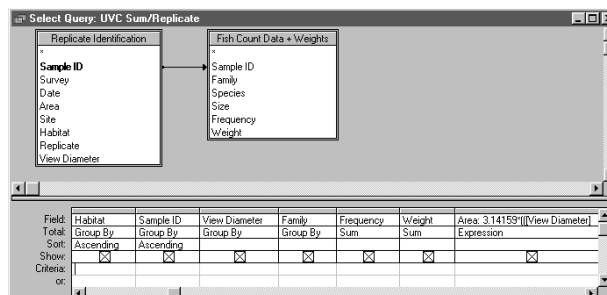 Select Query: UVC Sum/Replicate
Replicate Identification
*
Sample ID
Survey
Date
Area
Site
Habitat
Replicate
View Diameter
Fish Count Data + Weights
*
Sample ID
Family
Species
Size
Frequency
Weight
Field: Habitat Sample ID View Diameter Family Frequency Weight Area: 3.14159*(([View Diameter]
Total: Group By Group By Group By Group By Sum Sum Expression
Sort: Ascending Ascending
Show:
Criteria:
or: